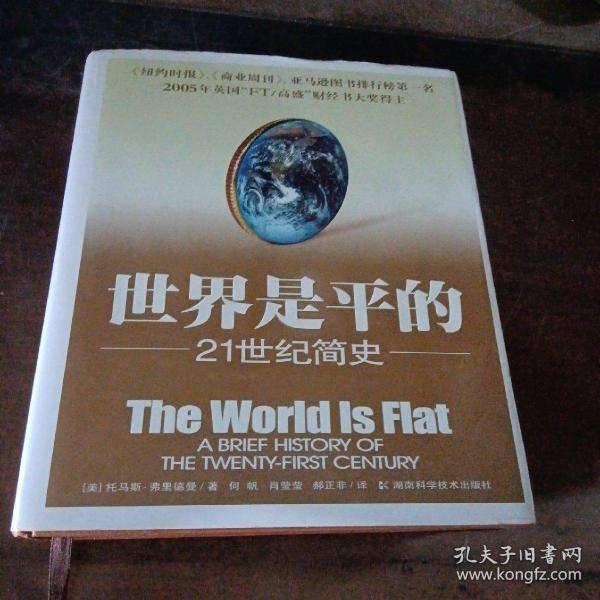 《纽约时报》、《商业周刊》、亚马逊图书排行榜第一名
2005年英国“FT/高盛”财经书大奖得主
世界是平的
21世纪简史
The World Is Flat
A BRIEF HISTORY OF
THE TWENTY-FIRST CENTURY
[美]托马斯·弗里德曼/著 何 帆 肖莹莹 郝正非/译 湖南科学技术出版社
孔夫子旧书网
www.kongfz.com